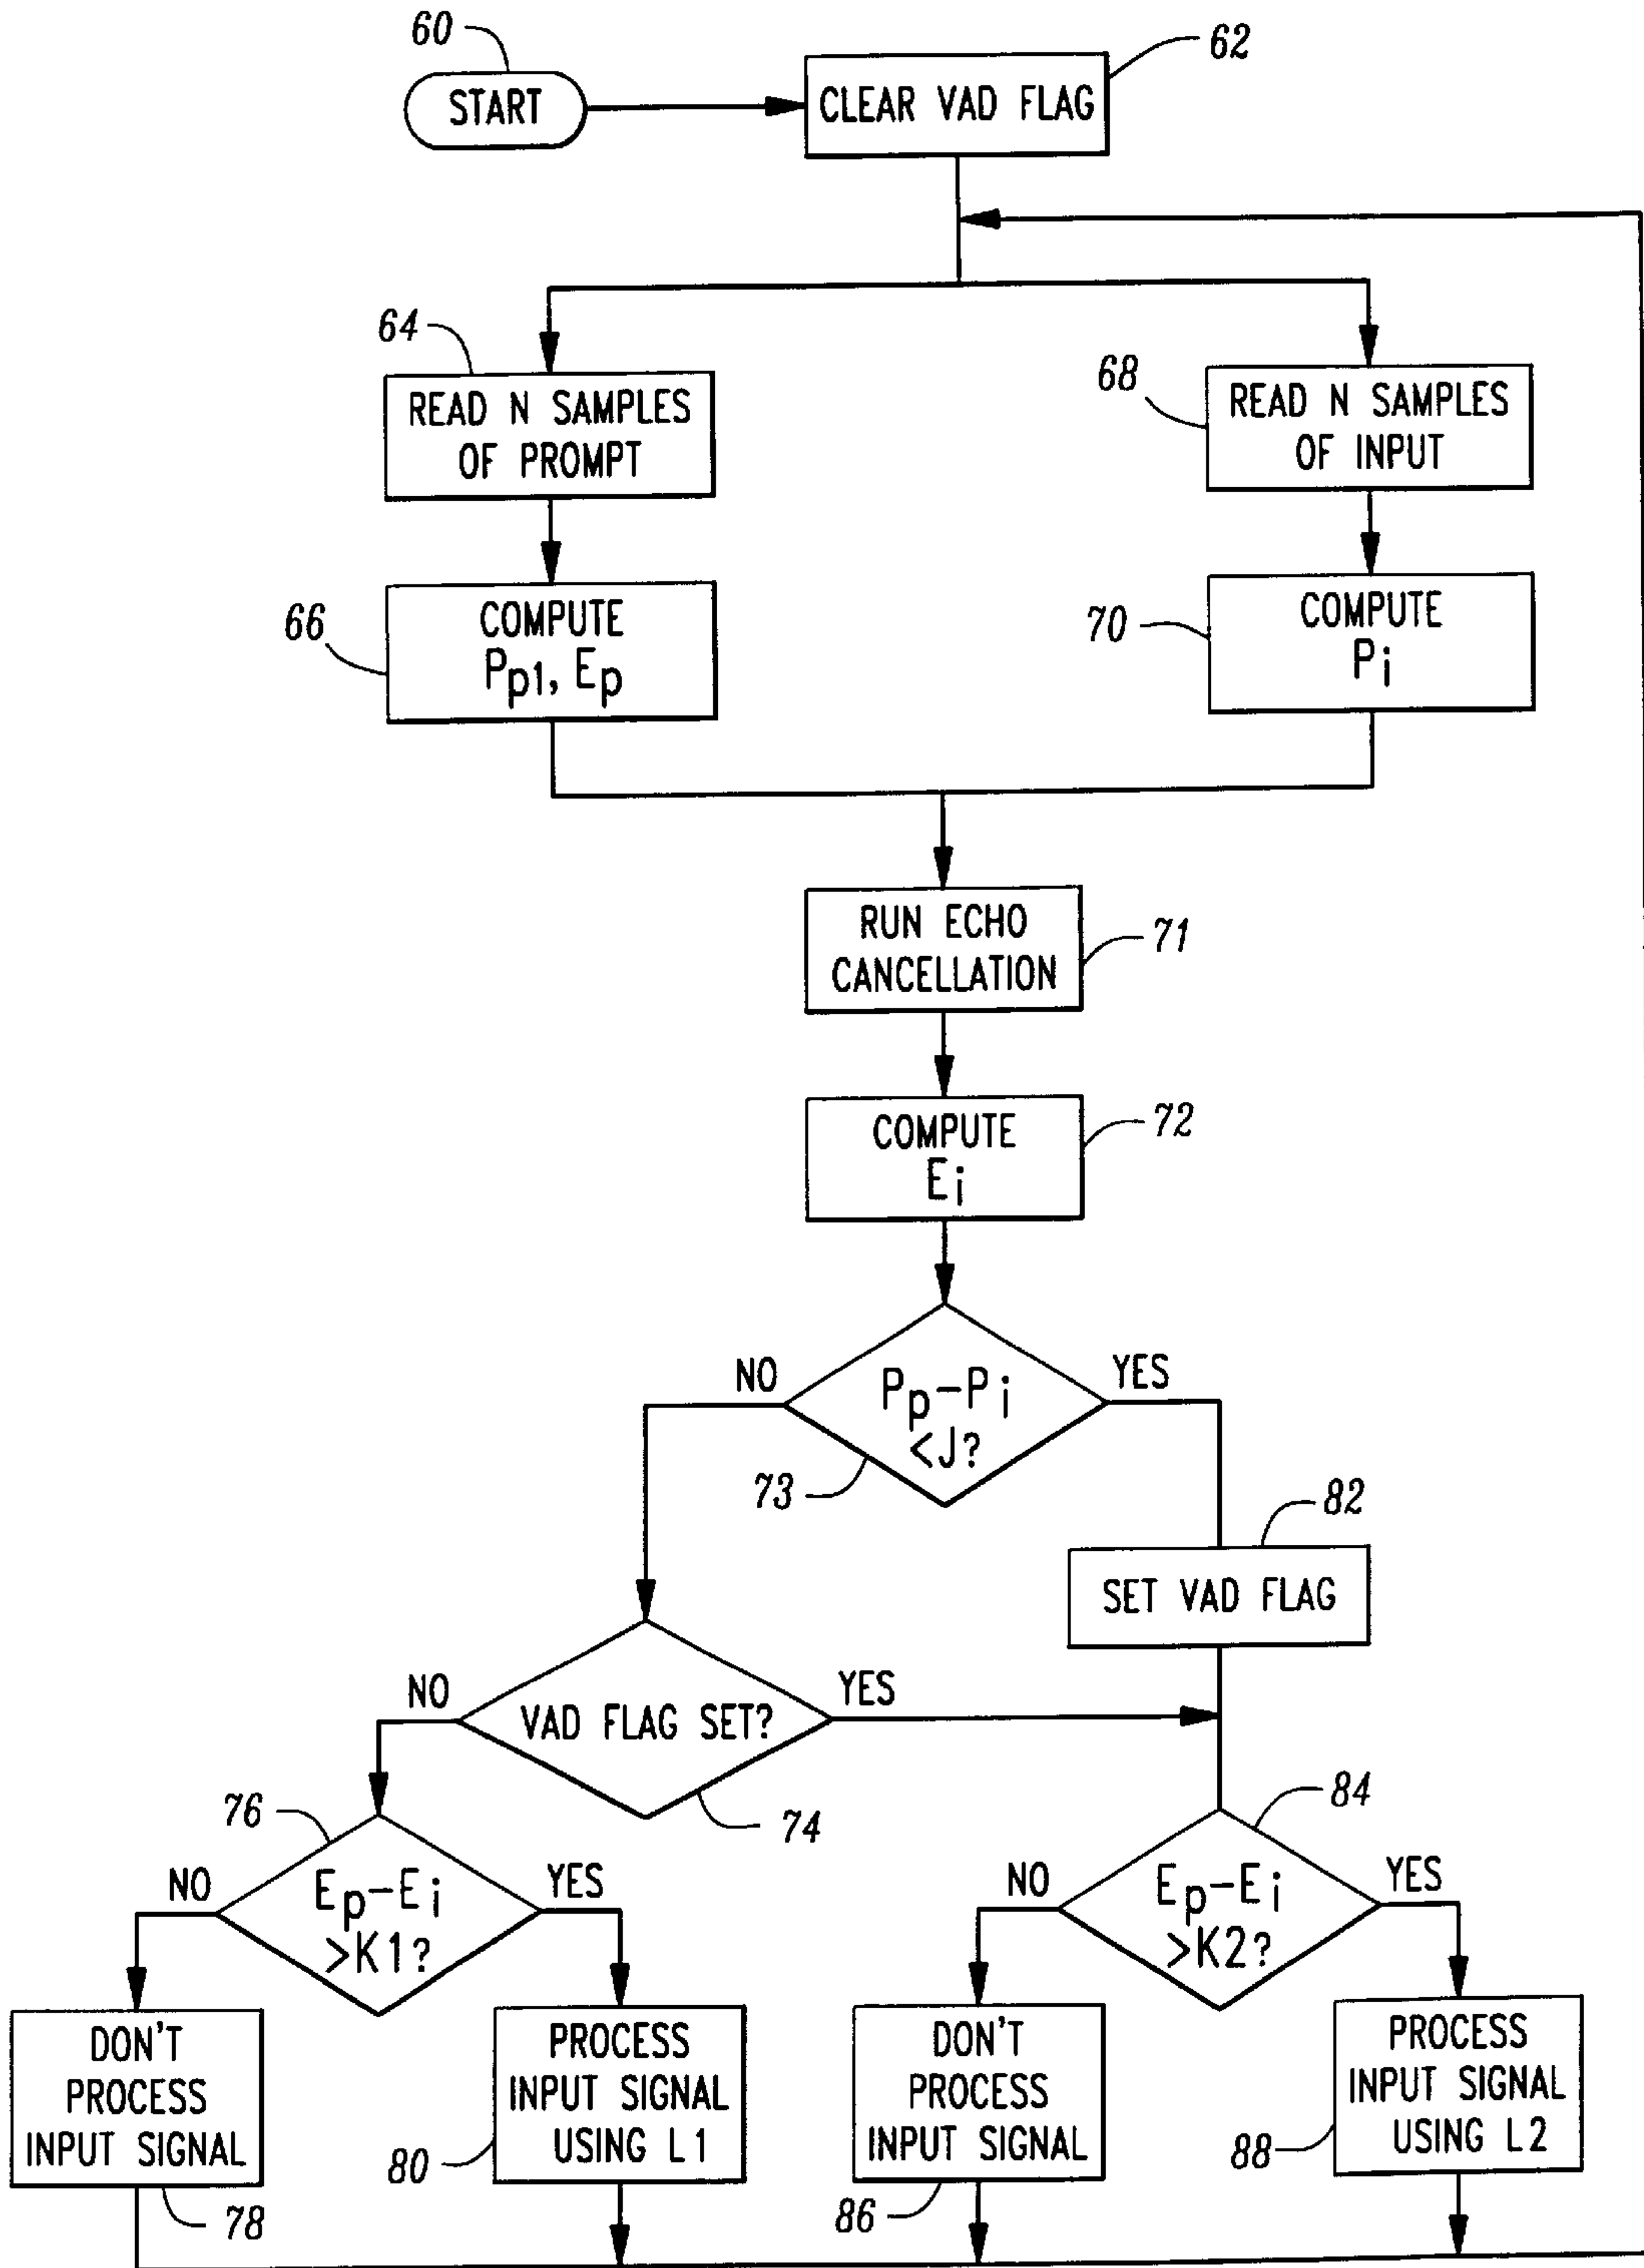 60
START
62
CLEAR VAD FLAG
64
READ N SAMPLES
OF PROMPT
68
READ N SAMPLES
OF INPUT
66
COMPUTE
Pp1, Ep
70
COMPUTE
Pi
RUN ECHO
CANCELLATION
71
COMPUTE
Ei
72
NO
Pp-Pi
<J?
YES
73
82
SET VAD FLAG
NO
VAD FLAG SET?
YES
74
76
NO
Ep-Ei
>K1?
YES
84
NO
Ep-Ei
>K2?
YES
DON'T
PROCESS
INPUT SIGNAL
78
PROCESS
INPUT SIGNAL
USING L1
80
DON'T
PROCESS
INPUT SIGNAL
86
PROCESS
INPUT SIGNAL
USING L2
88